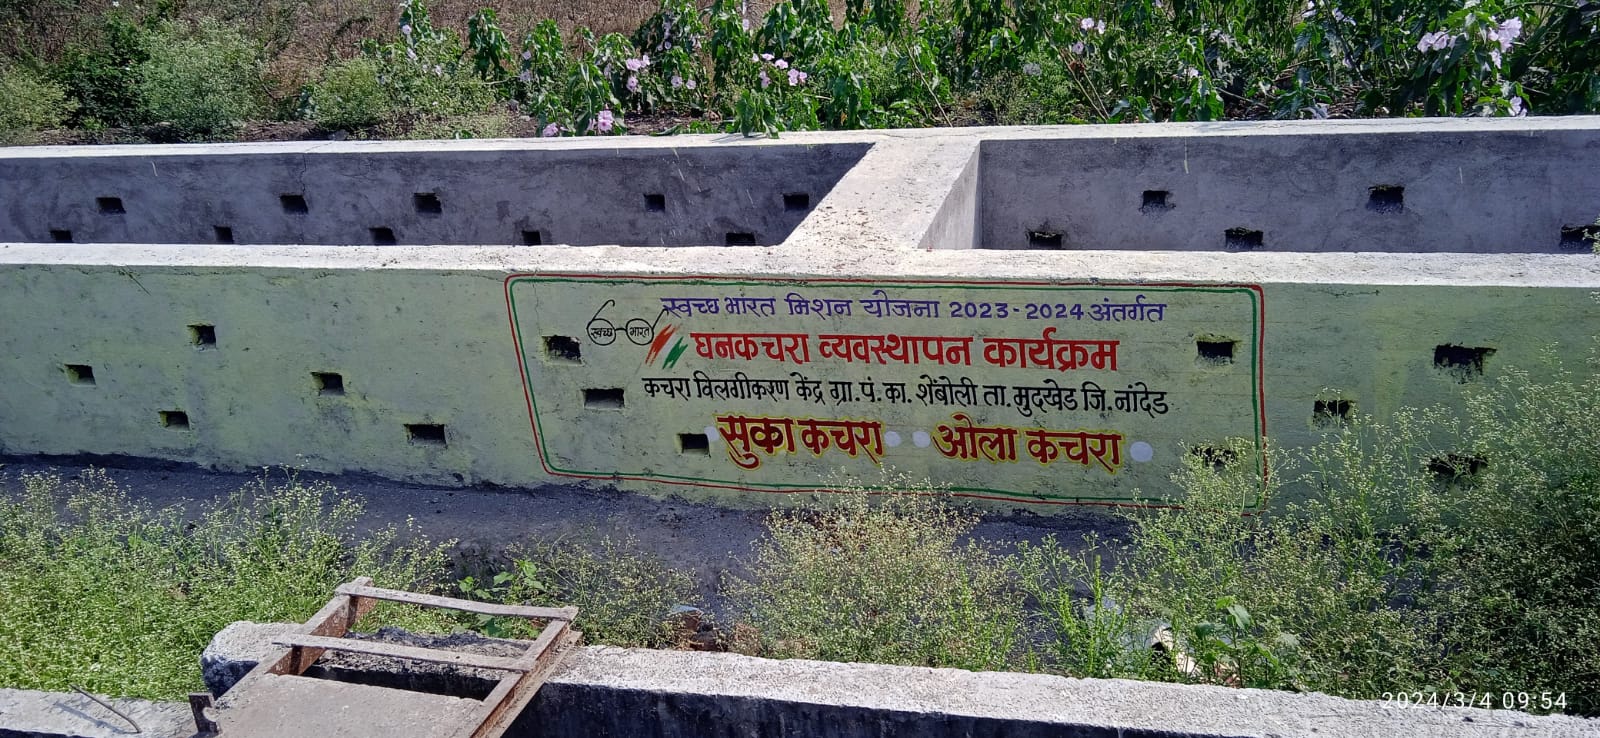 स्वच्छ भारत मिशन योजना 2023-2024 अंतर्गत
स्वच्छ भारत
घनकचरा व्यवस्थापन कार्यक्रम
कचरा विलगीकरण केंद्र ग्रा.पं.का. शेंबोली ता.मुदखेड जि.नांदेड
सुका कचरा ओला कचरा
2024/3/4 09:54